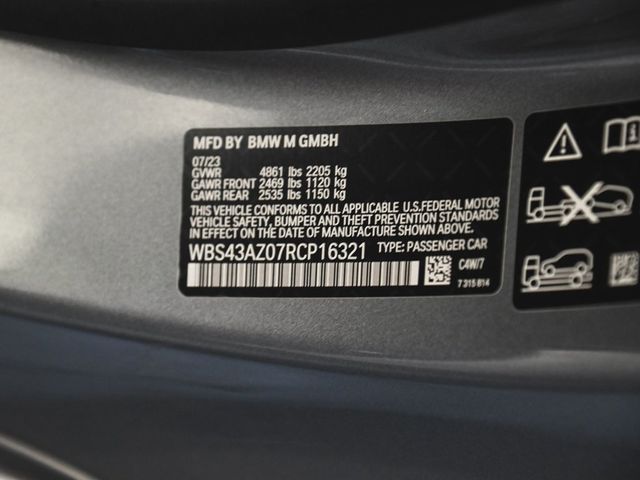 MFD BY BMW M GMBH
07/23
GVWR 4861 lbs 2205 kg
GAWR FRONT 2469 lbs 1120 kg
GAWR REAR 2535 lbs 1150 kg
THIS VEHICLE CONFORMS TO ALL APPLICABLE U.S.FEDERAL MOTOR
VEHICLE SAFETY, BUMPER AND THEFT PREVENTION STANDARDS
IN EFFECT ON THE DATE OF MANUFACTURE SHOWN ABOVE.
WBS43AZ07RCP16321 TYPE: PASSENGER CAR
C4W/7
7 315 814